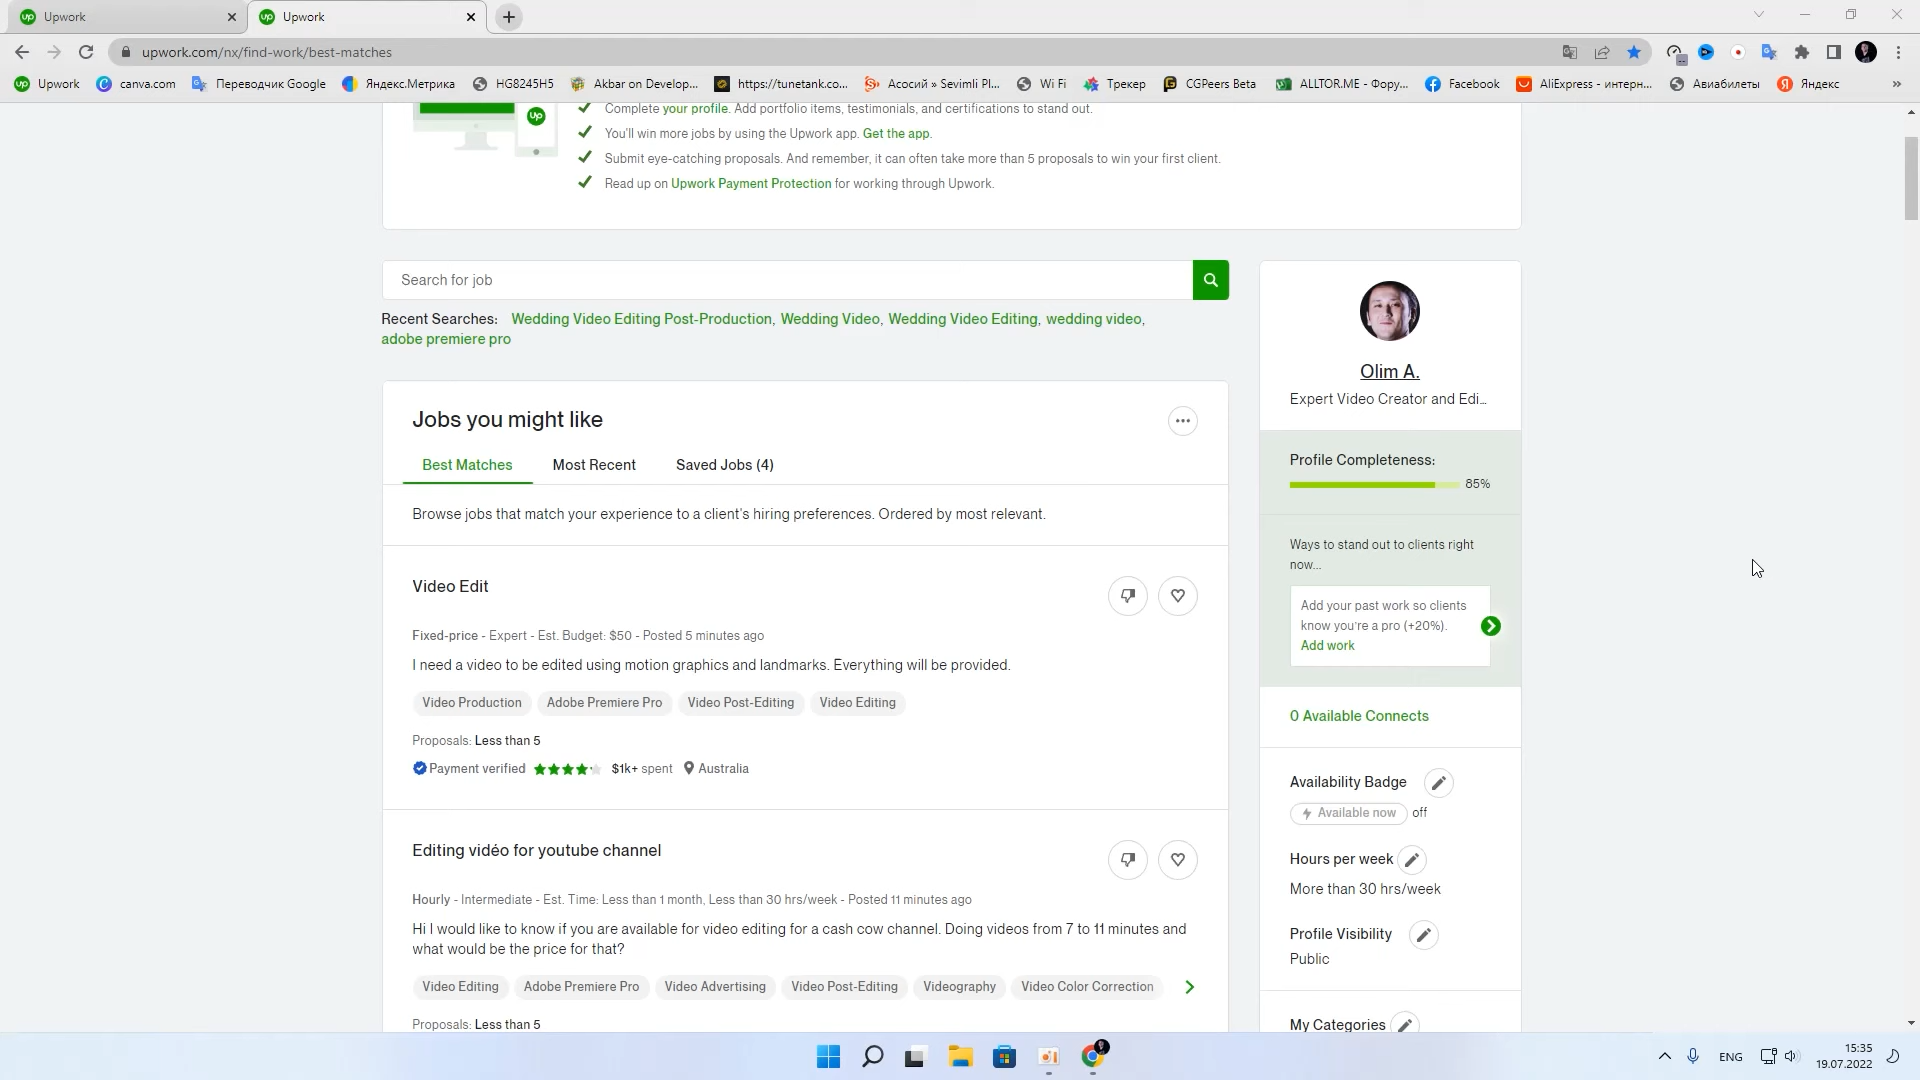 Upwork
Upwork
upwork.com/nx/find-work/best-matches
Upwork
canva.com
Переводчик Google
Яндекс.Метрика
HG8245H5
Akbar on Develop...
https://tunetank.co...
Асосий » Sevimli Pl...
Wi Fi
Трекер
CGPeers Beta
ALLTOR.ME - Фору...
Facebook
AliExpress - интерн...
Авиабилеты
Яндекс
»
up
Complete your profile. Add portfolio items, testimonials, and certifications to stand out.
You'll win more jobs by using the Upwork app. Get the app.
Submit eye-catching proposals. And remember, it can often take more than 5 proposals to win your first client.
Read up on Upwork Payment Protection for working through Upwork.
Search for job
Recent Searches: Wedding Video Editing Post-Production, Wedding Video, Wedding Video Editing, wedding video,
adobe premiere pro
Jobs you might like
Best Matches
Most Recent
Saved Jobs (4)
Browse jobs that match your experience to a client's hiring preferences. Ordered by most relevant.
Video Edit
Fixed-price - Expert - Est. Budget: $50 - Posted 5 minutes ago
I need a video to be edited using motion graphics and landmarks. Everything will be provided.
Video Production
Adobe Premiere Pro
Video Post-Editing
Video Editing
Proposals: Less than 5
Payment verified
$1k+ spent
Australia
Editing vidéo for youtube channel
Hourly - Intermediate - Est. Time: Less than 1 month, Less than 30 hrs/week - Posted 11 minutes ago
Hi I would like to know if you are available for video editing for a cash cow channel. Doing videos from 7 to 11 minutes and
what would be the price for that?
Video Editing
Adobe Premiere Pro
Video Advertising
Video Post-Editing
Videography
Video Color Correction
Proposals: Less than 5
Olim A.
Expert Video Creator and Edi...
Profile Completeness:
85%
Ways to stand out to clients right
now...
Add your past work so clients
know you're a pro (+20%).
Add work
0 Available Connects
Availability Badge
Available now
off
Hours per week
More than 30 hrs/week
Profile Visibility
Public
My Categories
ENG
15:35
19.07.2022